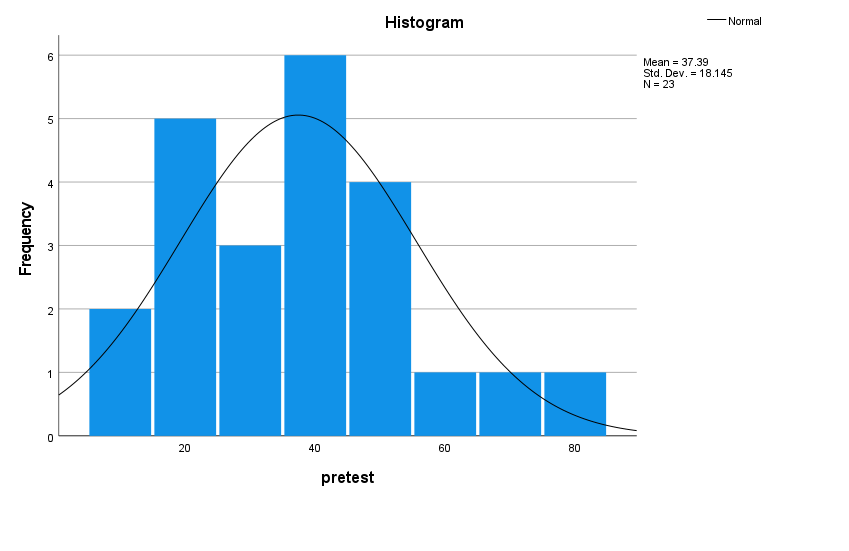 Histogram
Normal
Mean = 37.39
Std. Dev. = 18.145
N = 23
6
5
4
3
2
1
0
Frequency
20 40 60 80
pretest